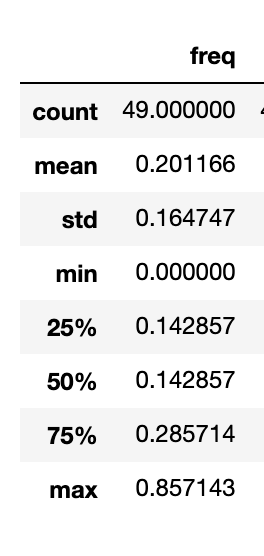 freq
count 49.000000
mean 0.201166
std 0.164747
min 0.000000
25% 0.142857
50% 0.142857
75% 0.285714
max 0.857143